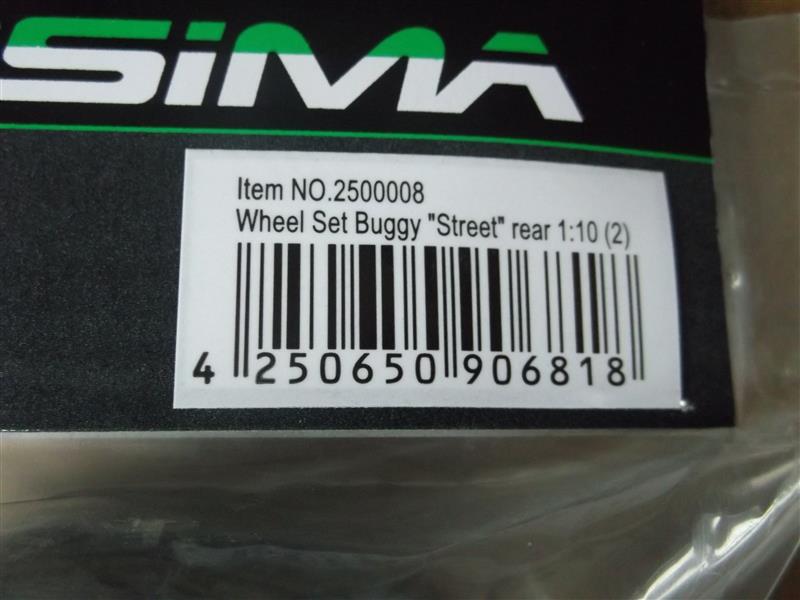 SiMA
Item NO.2500008
Wheel Set Buggy "Street" rear 1:10 (2)
4 250650 906818